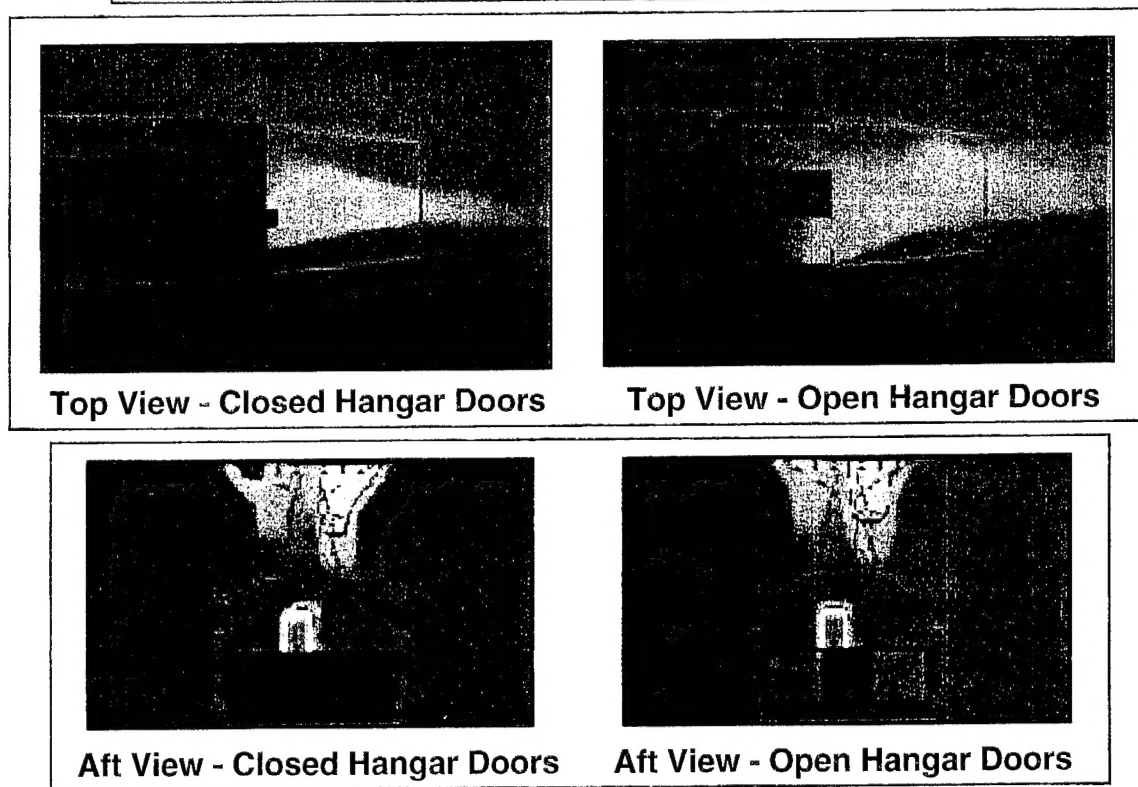 Top View - Closed Hangar Doors
Top View - Open Hangar Doors
Aft View - Closed Hangar Doors
Aft View - Open Hangar Doors